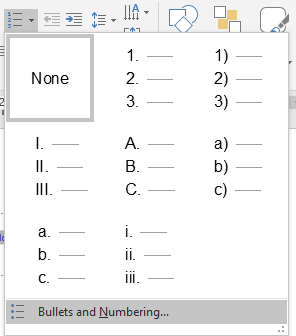 None
1.
2.
3.
1)
2)
3)
I.
II.
III.
A.
B.
C.
a)
b)
c)
a.
b.
c.
i.
ii.
iii.
Bullets and Numbering...